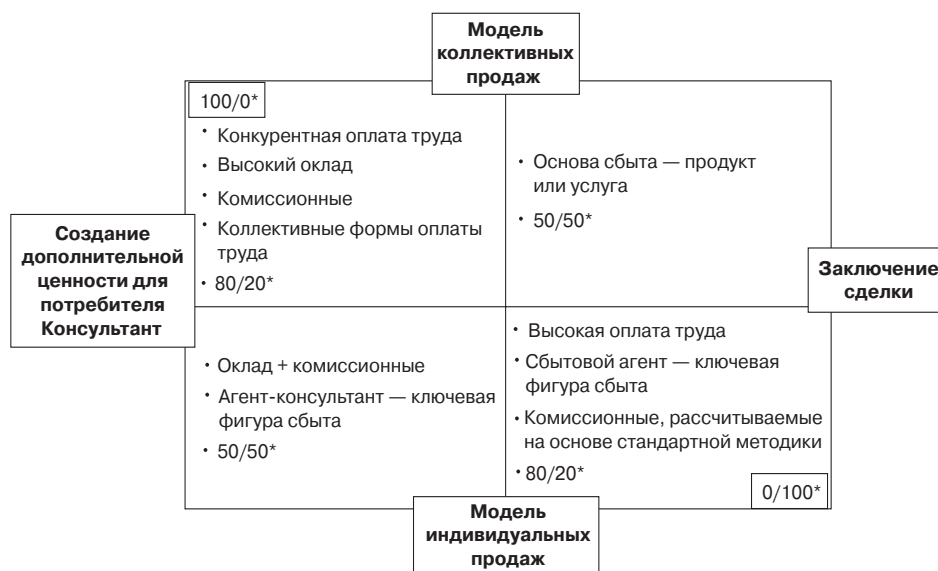 Модель
коллективных
продаж
100/0*
• Конкурентная оплата труда
• Высокий оклад
• Комиссионные
• Коллективные формы оплаты
труда
• 80/20*
• Основа сбыта — продукт
или услуга
• 50/50*
Создание
дополнительной
ценности для
потребителя
Консультант
Заключение
сделки
• Оклад + комиссионные
• Агент-консультант — ключевая
фигура сбыта
• 50/50*
• Высокая оплата труда
• Сбытовой агент — ключевая
фигура сбыта
• Комиссионные, рассчитываемые
на основе стандартной методики
• 80/20*
0/100*
Модель
индивидуальных
продаж